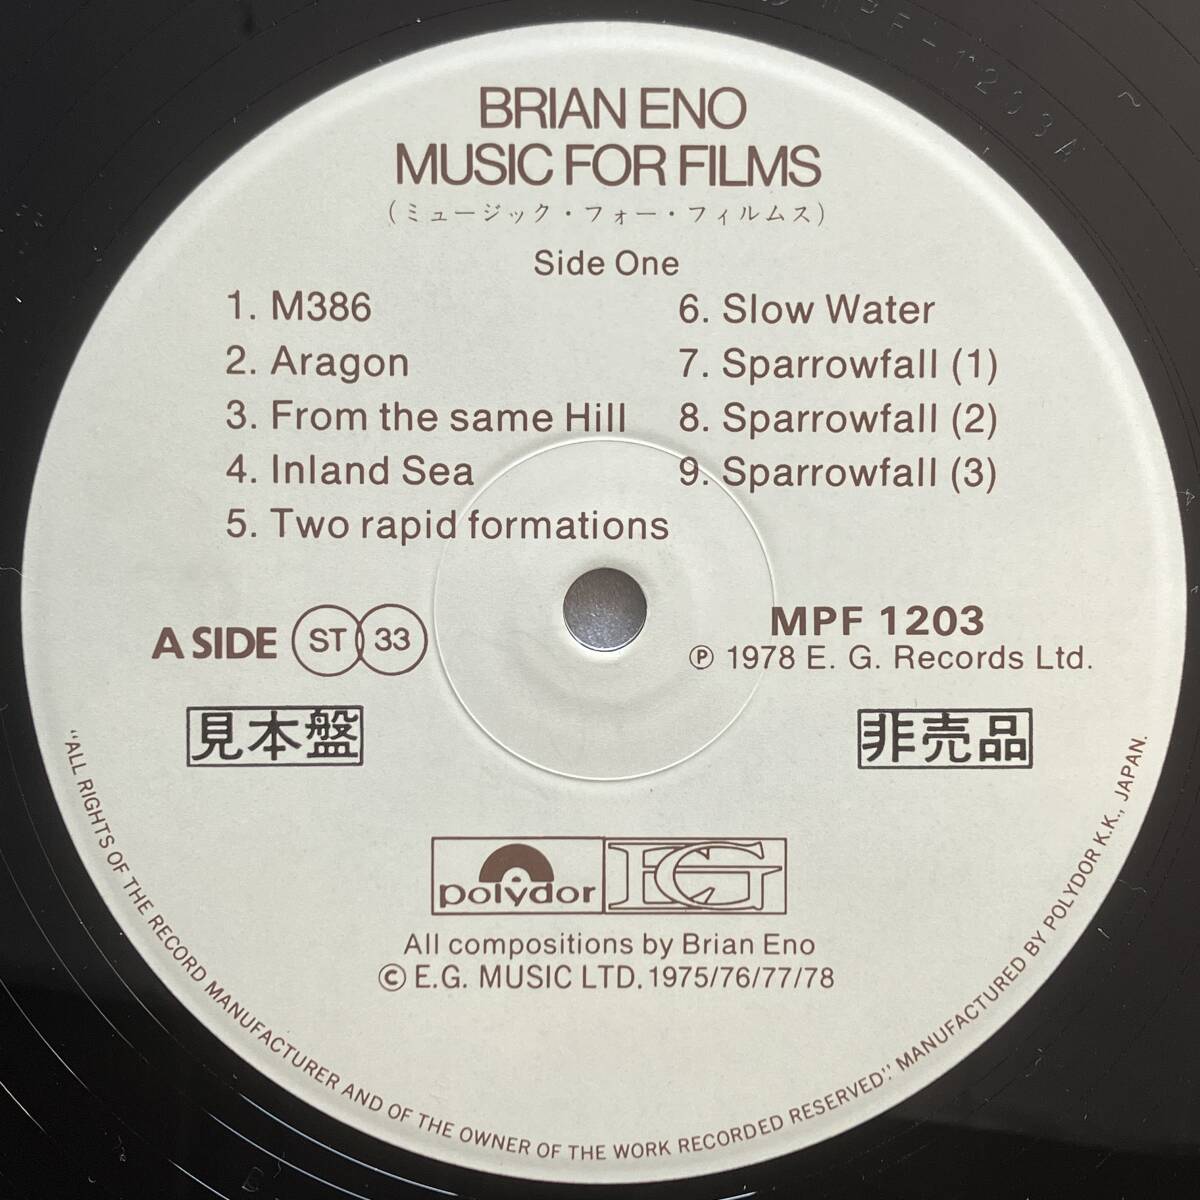 BRIAN ENO
MUSIC FOR FILMS
(ミュージック・フォー・フィルムス)
Side One
1. M386
2. Aragon
3. From the same Hill
4. Inland Sea
5. Two rapid formations
6. Slow Water
7. Sparrowfall (1)
8. Sparrowfall (2)
9. Sparrowfall (3)
A SIDE ST 33
MPF 1203
℗ 1978 E. G. Records Ltd.
見本盤
非売品
polydor EG
All compositions by Brian Eno
© E.G. MUSIC LTD. 1975/76/77/78
"ALL RIGHTS OF THE RECORD MANUFACTURER AND OF THE OWNER OF THE WORK RECORDED RESERVED". MANUFACTURED BY POLYDOR K.K., JAPAN.